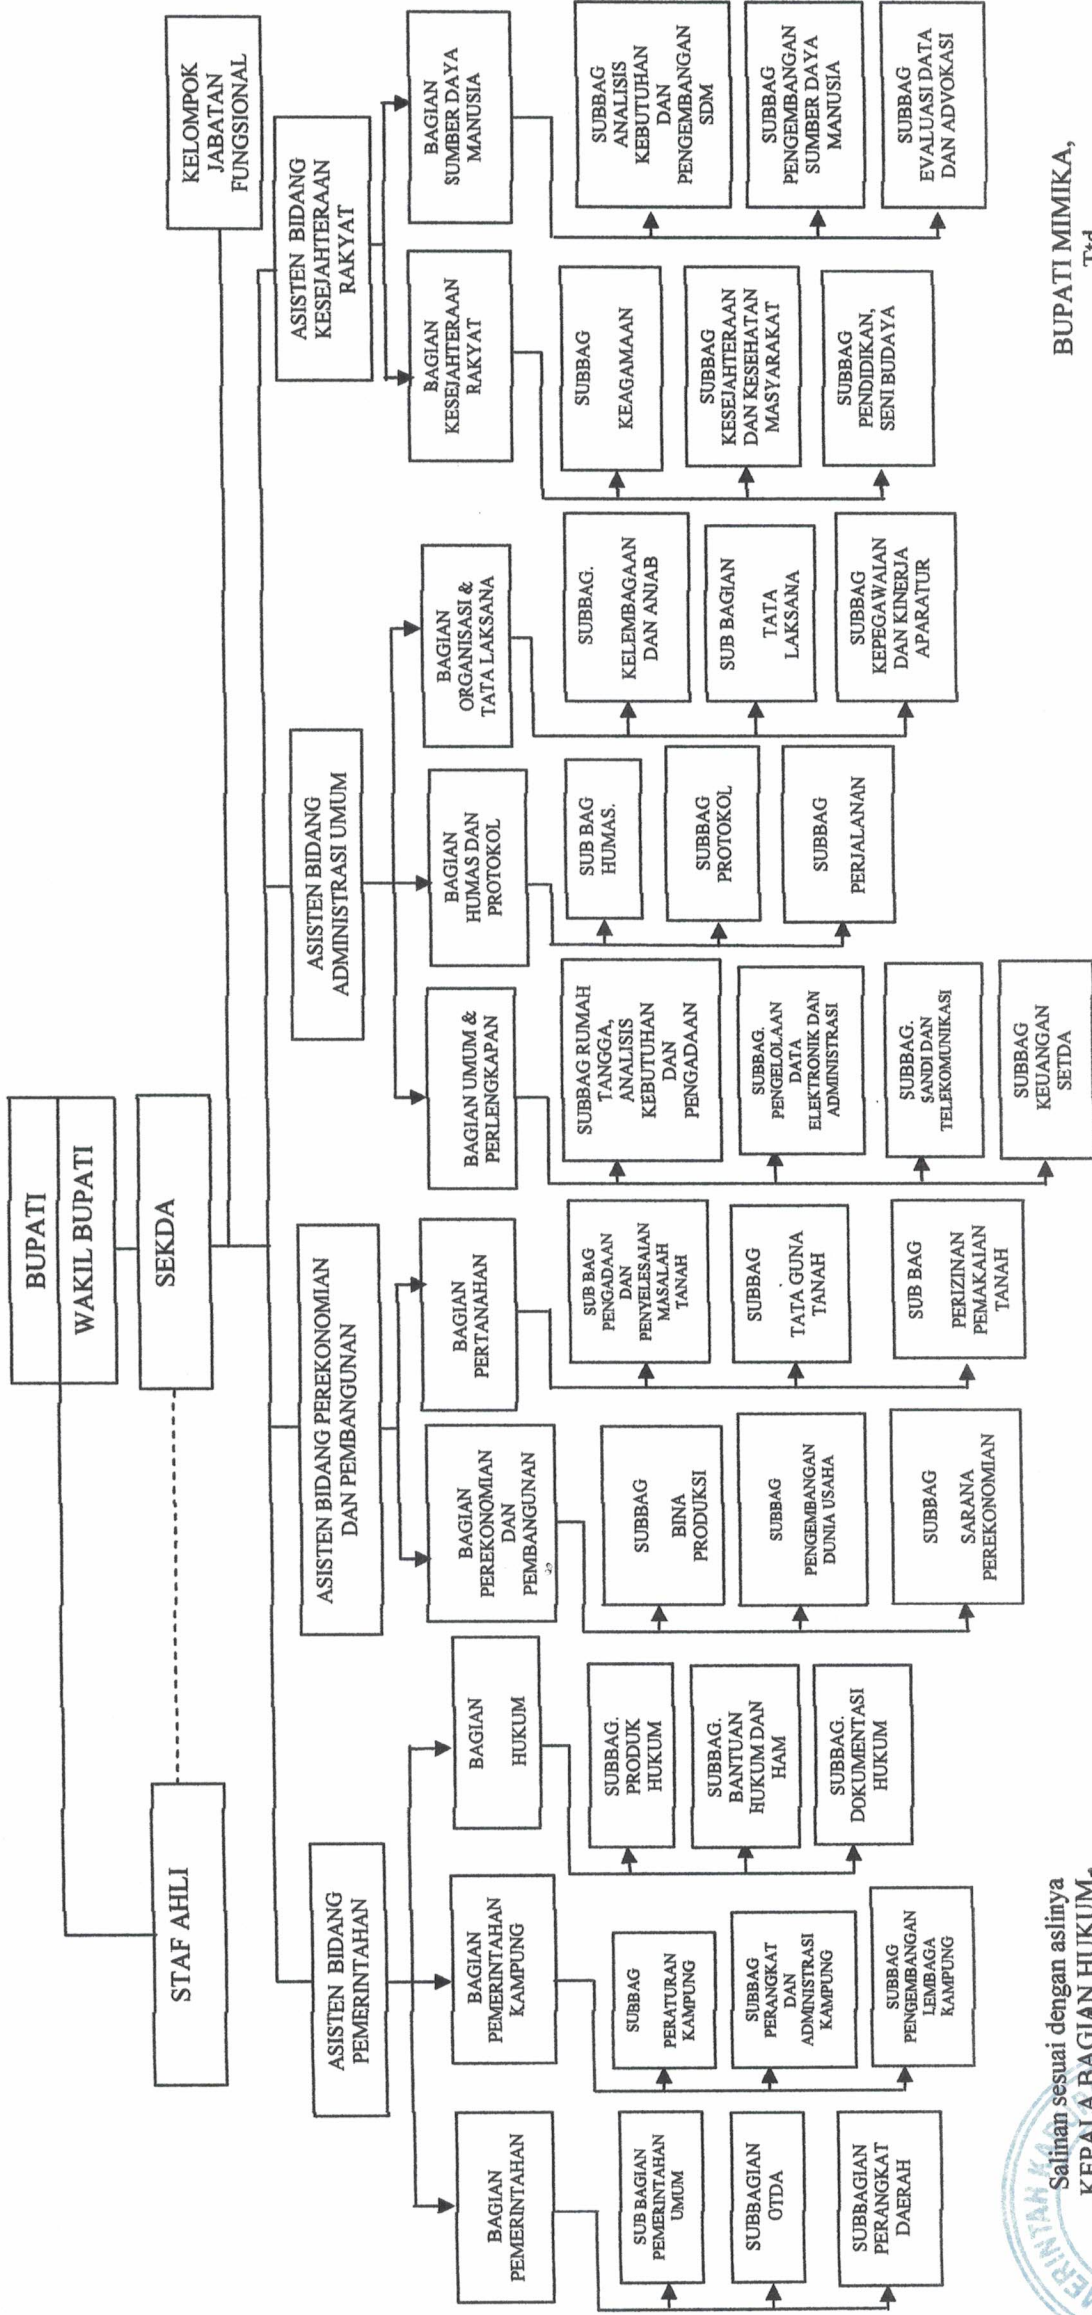 BUPATI
WAKIL BUPATI
SEKDA
STAF AHLI
KELOMPOK
JABATAN
FUNGSIONAL
ASISTEN BIDANG
PEMERINTAHAN
ASISTEN BIDANG PEREKONOMIAN
DAN PEMBANGUNAN
ASISTEN BIDANG
ADMINISTRASI UMUM
ASISTEN BIDANG
KESEJAHTERAAN
RAKYAT
BAGIAN
PEMERINTAHAN
SUB BAGIAN
PEMERINTAHAN
UMUM
SUBBAGIAN
OTDA
SUBBAGIAN
PERANGKAT
DAERAH
BAGIAN
PEMERINTAHAN
KAMPUNG
SUBBAG
PERATURAN
KAMPUNG
SUBBAG
PERANGKAT
DAN
ADMINISTRASI
KAMPUNG
SUBBAG
PENGEMBANGAN
LEMBAGA
KAMPUNG
BAGIAN
HUKUM
SUBBAG.
PRODUK
HUKUM
SUBBAG.
BANTUAN
HUKUM DAN
HAM
SUBBAG.
DOKUMENTASI
HUKUM
BAGIAN
PEREKONOMIAN
DAN
PEMBANGUNAN
SUBBAG
BINA
PRODUKSI
SUBBAG
PENGEMBANGAN
DUNIA USAHA
SUBBAG
SARANA
PEREKONOMIAN
BAGIAN
PERTANAHAN
SUB BAG
PENGADAAN
DAN
PENYELESAIAN
MASALAH
TANAH
SUBBAG
TATA GUNA
TANAH
SUB BAG
PERIZINAN
PEMAKAIAN
TANAH
BAGIAN UMUM &
PERLENGKAPAN
SUBBAG RUMAH
TANGGA,
ANALISIS
KEBUTUHAN
DAN
PENGADAAN
SUBBAG.
PENGELOLAAN
DATA
ELEKTRONIK DAN
ADMINISTRASI
SUBBAG.
SANDI DAN
TELEKOMUNIKASI
SUBBAG
KEUANGAN
SETDA
BAGIAN
HUMAS DAN
PROTOKOL
SUB BAG
HUMAS.
SUBBAG
PROTOKOL
SUBBAG
PERJALANAN
BAGIAN
ORGANISASI &
TATA LAKSANA
SUBBAG.
KELEMBAGAAN
DAN ANJAB
SUB BAGIAN
TATA
LAKSANA
SUBBAG
KEPEGAWAIAN
DAN KINERJA
APARATUR
BAGIAN
KESEJAHTERAAN
RAKYAT
SUBBAG
KEAGAMAAN
SUBBAG
KESEJAHTERAAN
DAN KESEHATAN
MASYARAKAT
SUBBAG
PENDIDIKAN,
SENI BUDAYA
BAGIAN
SUMBER DAYA
MANUSIA
SUBBAG
ANALISIS
KEBUTUHAN
DAN
PENGEMBANGAN
SDM
SUBBAG
PENGEMBANGAN
SUMBER DAYA
MANUSIA
SUBBAG
EVALUASI DATA
DAN ADVOKASI
Salinan sesuai dengan aslinya
KEPALA BAGIAN HUKUM,
BUPATI MIMIKA,
Ttd